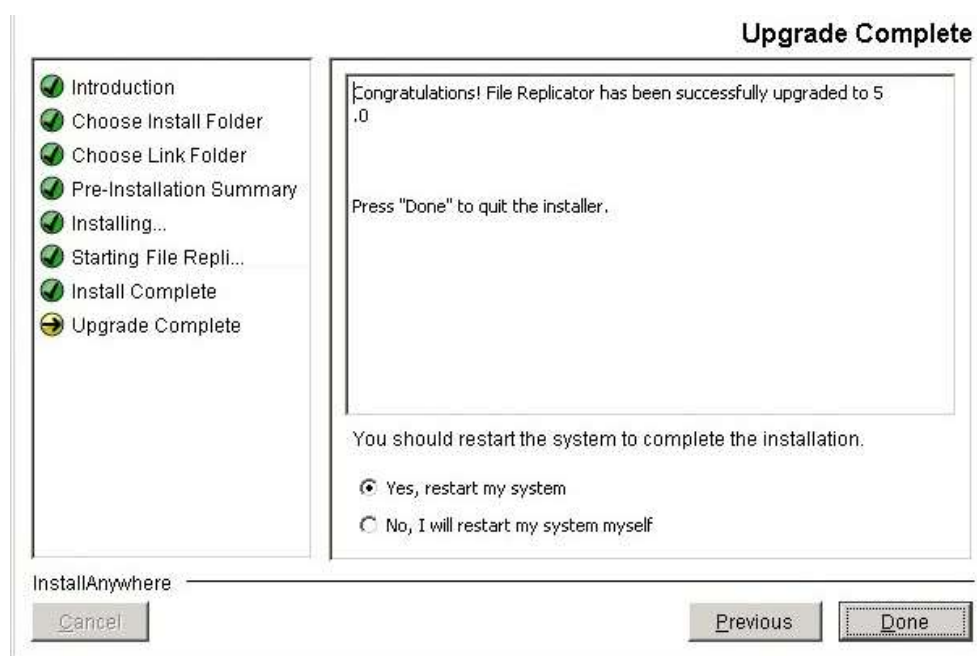 Upgrade Complete
Introduction
Choose Install Folder
Choose Link Folder
Pre-Installation Summary
Installing...
Starting File Repli...
Install Complete
Upgrade Complete
Congratulations! File Replicator has been successfully upgraded to 5
.0
Press "Done" to quit the installer.
You should restart the system to complete the installation.
Yes, restart my system
No, I will restart my system myself
InstallAnywhere
Cancel
Previous
Done